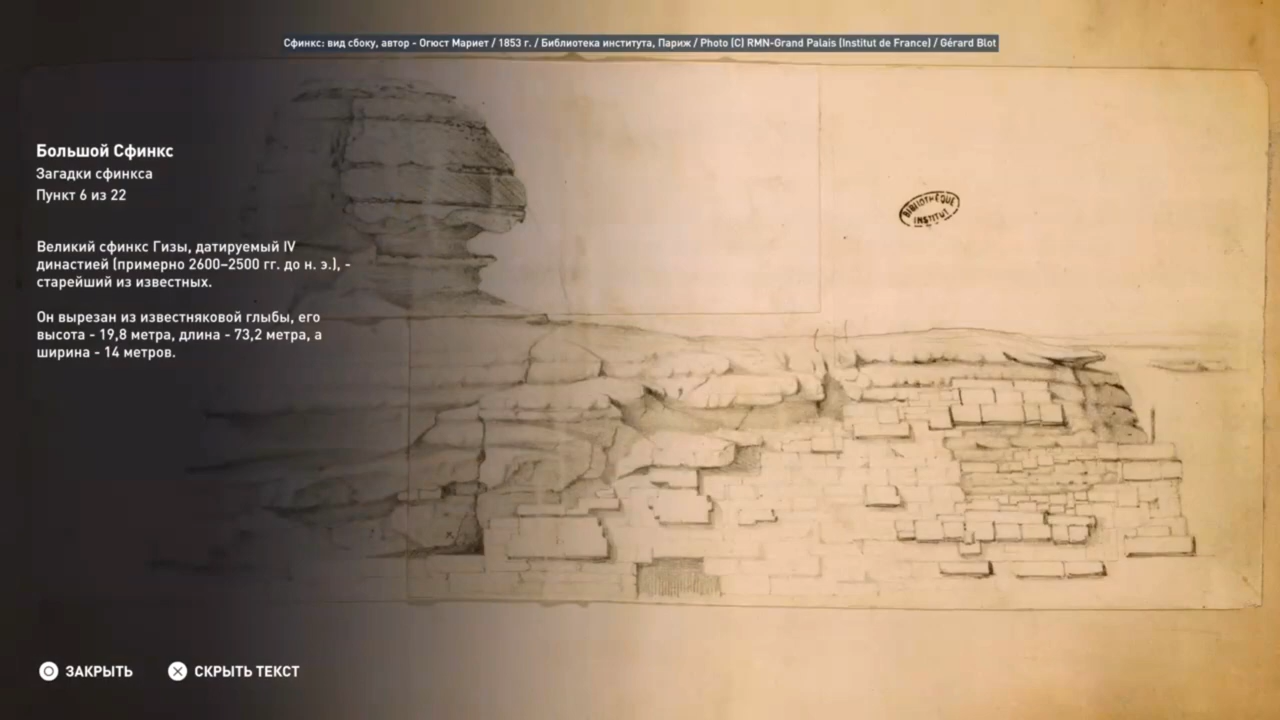 Сфинкс: вид сбоку, автор - Огюст Мариет / 1853 г. / Библиотека института, Париж / Photo (C) RMN-Grand Palais (Institut de France) / Gérard Blot
Большой Сфинкс
Загадки сфинкса
Пункт 6 из 22
BIBLIOTHÈQUE
INSTITUT
Великий сфинкс Гизы, датируемый IV
династией (примерно 2600–2500 гг. до н. э.), -
старейший из известных.
Он вырезан из известняковой глыбы, его
высота - 19,8 метра, длина - 73,2 метра, а
ширина - 14 метров.
ЗАКРЫТЬ
СКРЫТЬ ТЕКСТ